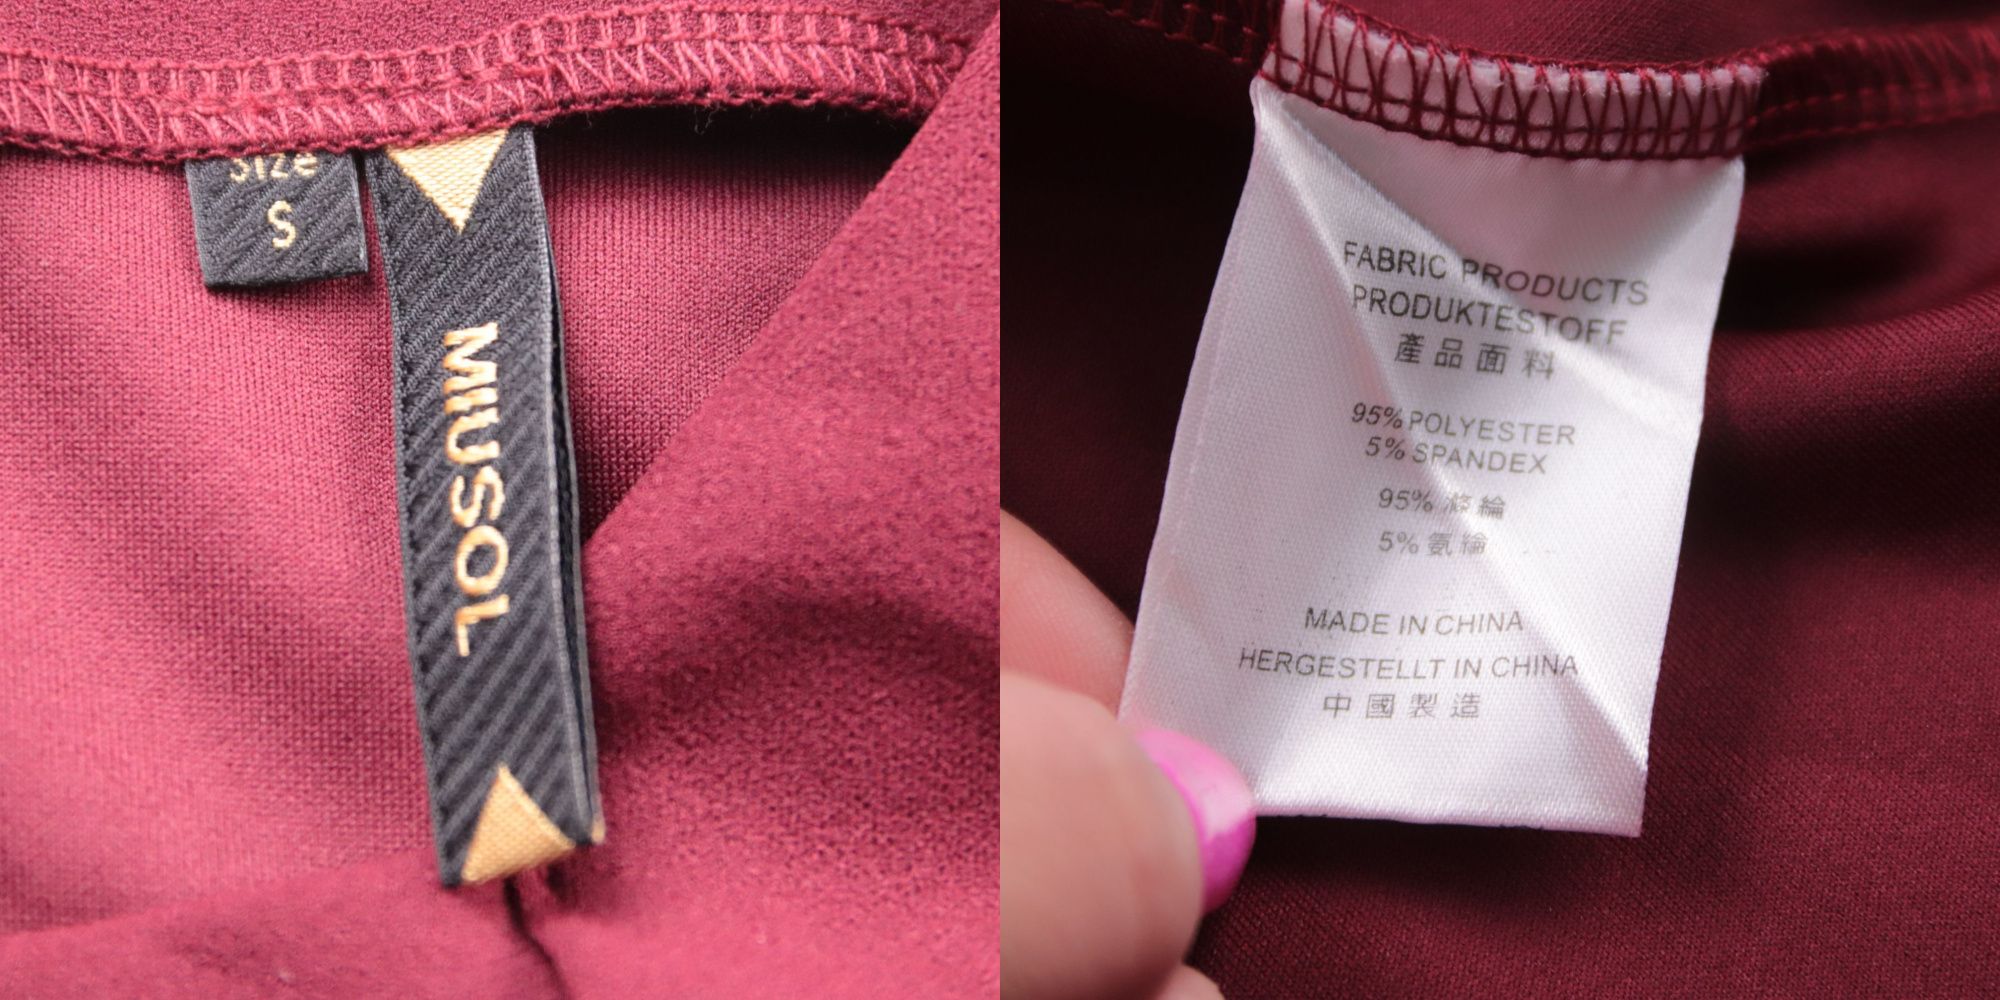 Size
S
MIUSOL
FABRIC PRODUCTS
PRODUKTESTOFF
產品面料
95% POLYESTER
5% SPANDEX
95% 滌綸
5% 氨綸
MADE IN CHINA
HERGESTELLT IN CHINA
中國製造